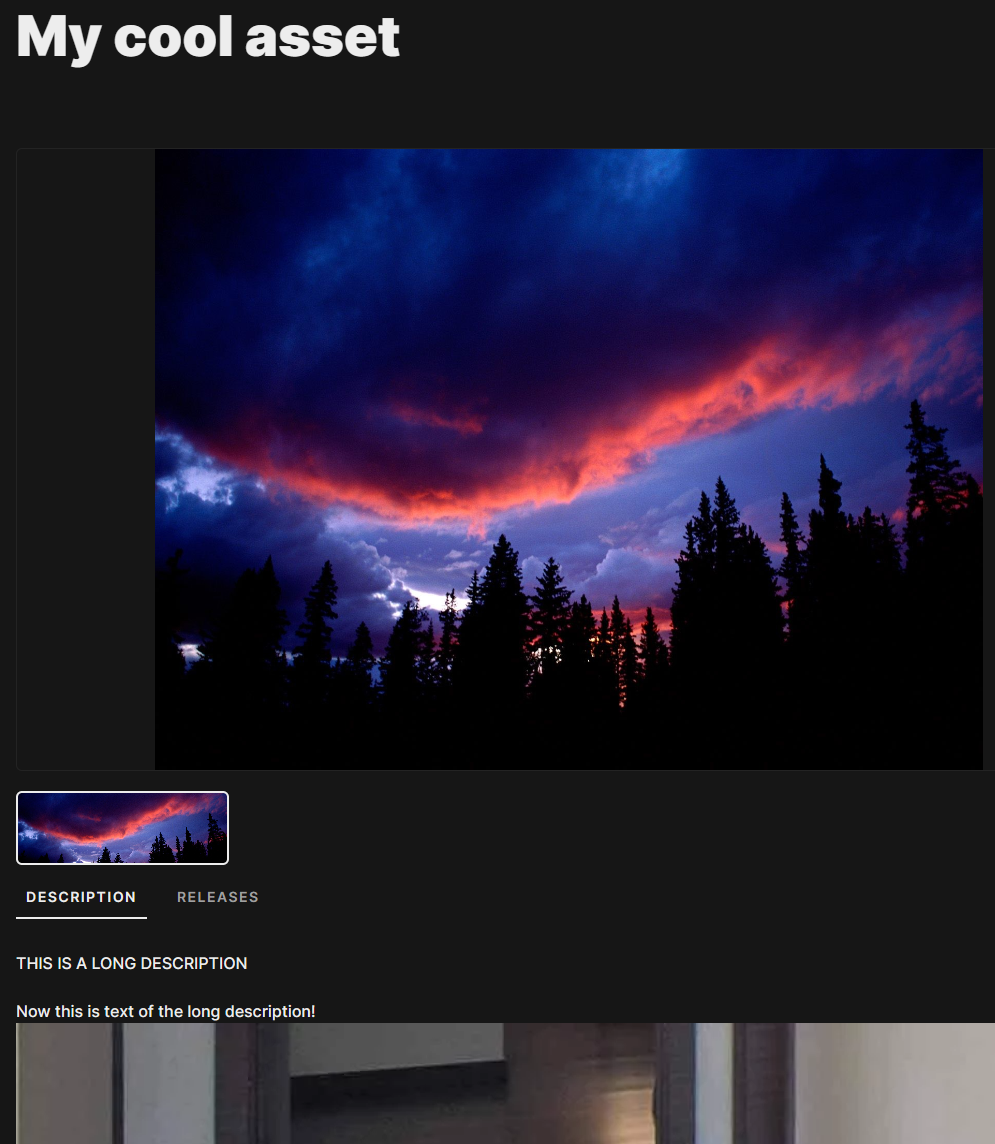 My cool asset
DESCRIPTION
RELEASES
THIS IS A LONG DESCRIPTION
Now this is text of the long description!